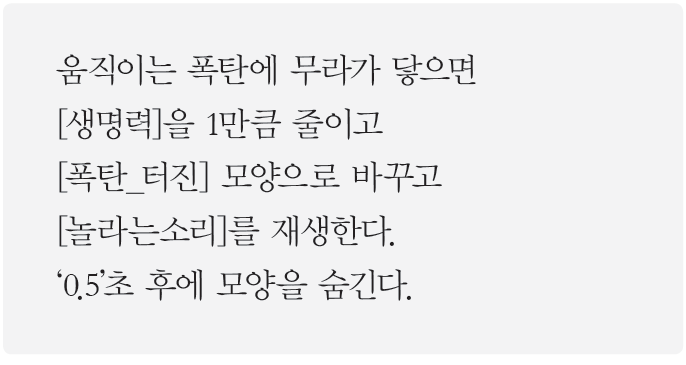 움직이는 폭탄에 무라가 닿으면
[생명력]을 1만큼 줄이고
[폭탄_터진] 모양으로 바꾸고
[놀라는소리]를 재생한다.
‘0.5’초 후에 모양을 숨긴다.